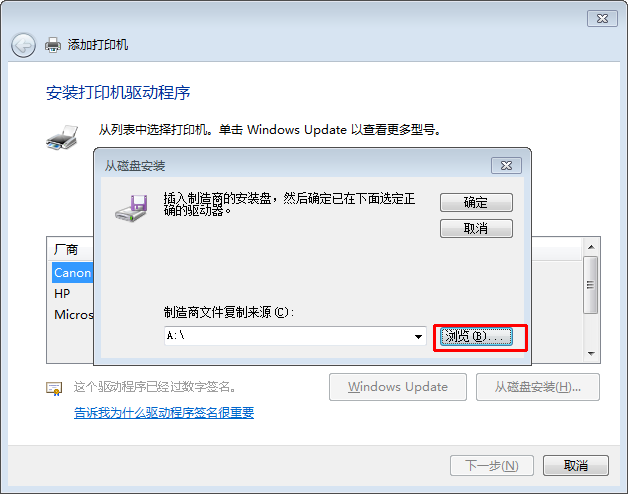 添加打印机
安装打印机驱动程序
从列表中选择打印机。单击 Windows Update 以查看更多型号。
从磁盘安装
插入制造商的安装盘，然后确定已在下面选定正
确的驱动器。
确定
取消
厂商
Canon
HP
Micros
制造商文件复制来源(C):
A:\
浏览(B)...
这个驱动程序已经过数字签名。
告诉我为什么驱动程序签名很重要
Windows Update
从磁盘安装(H)...
下一步(N)
取消